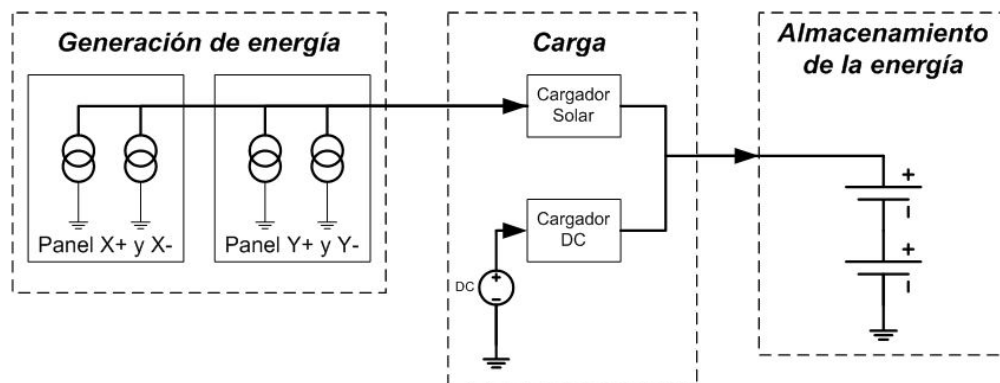 Generación de energía
Panel X+ y X-
Panel Y+ y Y-
Carga
Cargador
Solar
Cargador
DC
DC
+
-
Almacenamiento
de la energía
+
-
+
-